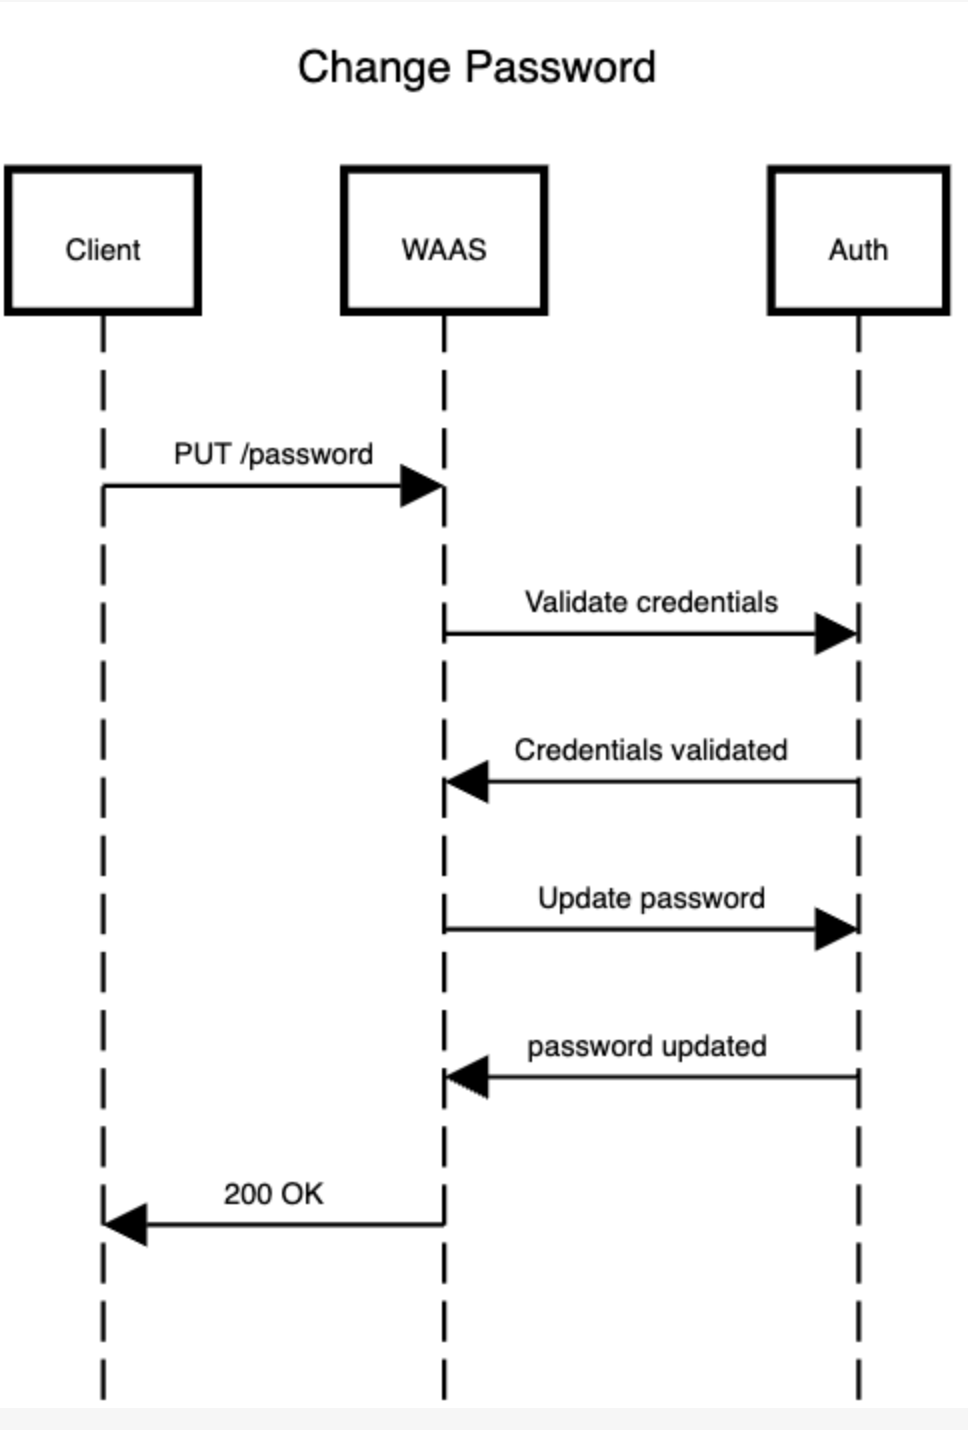 Change Password
Client
WAAS
Auth
PUT /password
Validate credentials
Credentials validated
Update password
password updated
200 OK